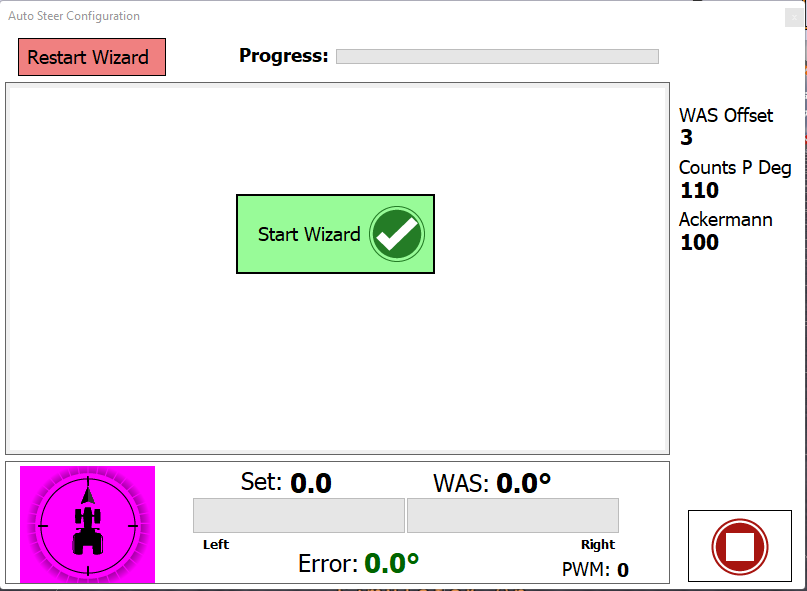 Auto Steer Configuration
Restart Wizard
Progress:
WAS Offset
3
Counts P Deg
110
Ackermann
100
Start Wizard
Set: 0.0
WAS: 0.0°
Left
Right
Error: 0.0°
PWM: 0